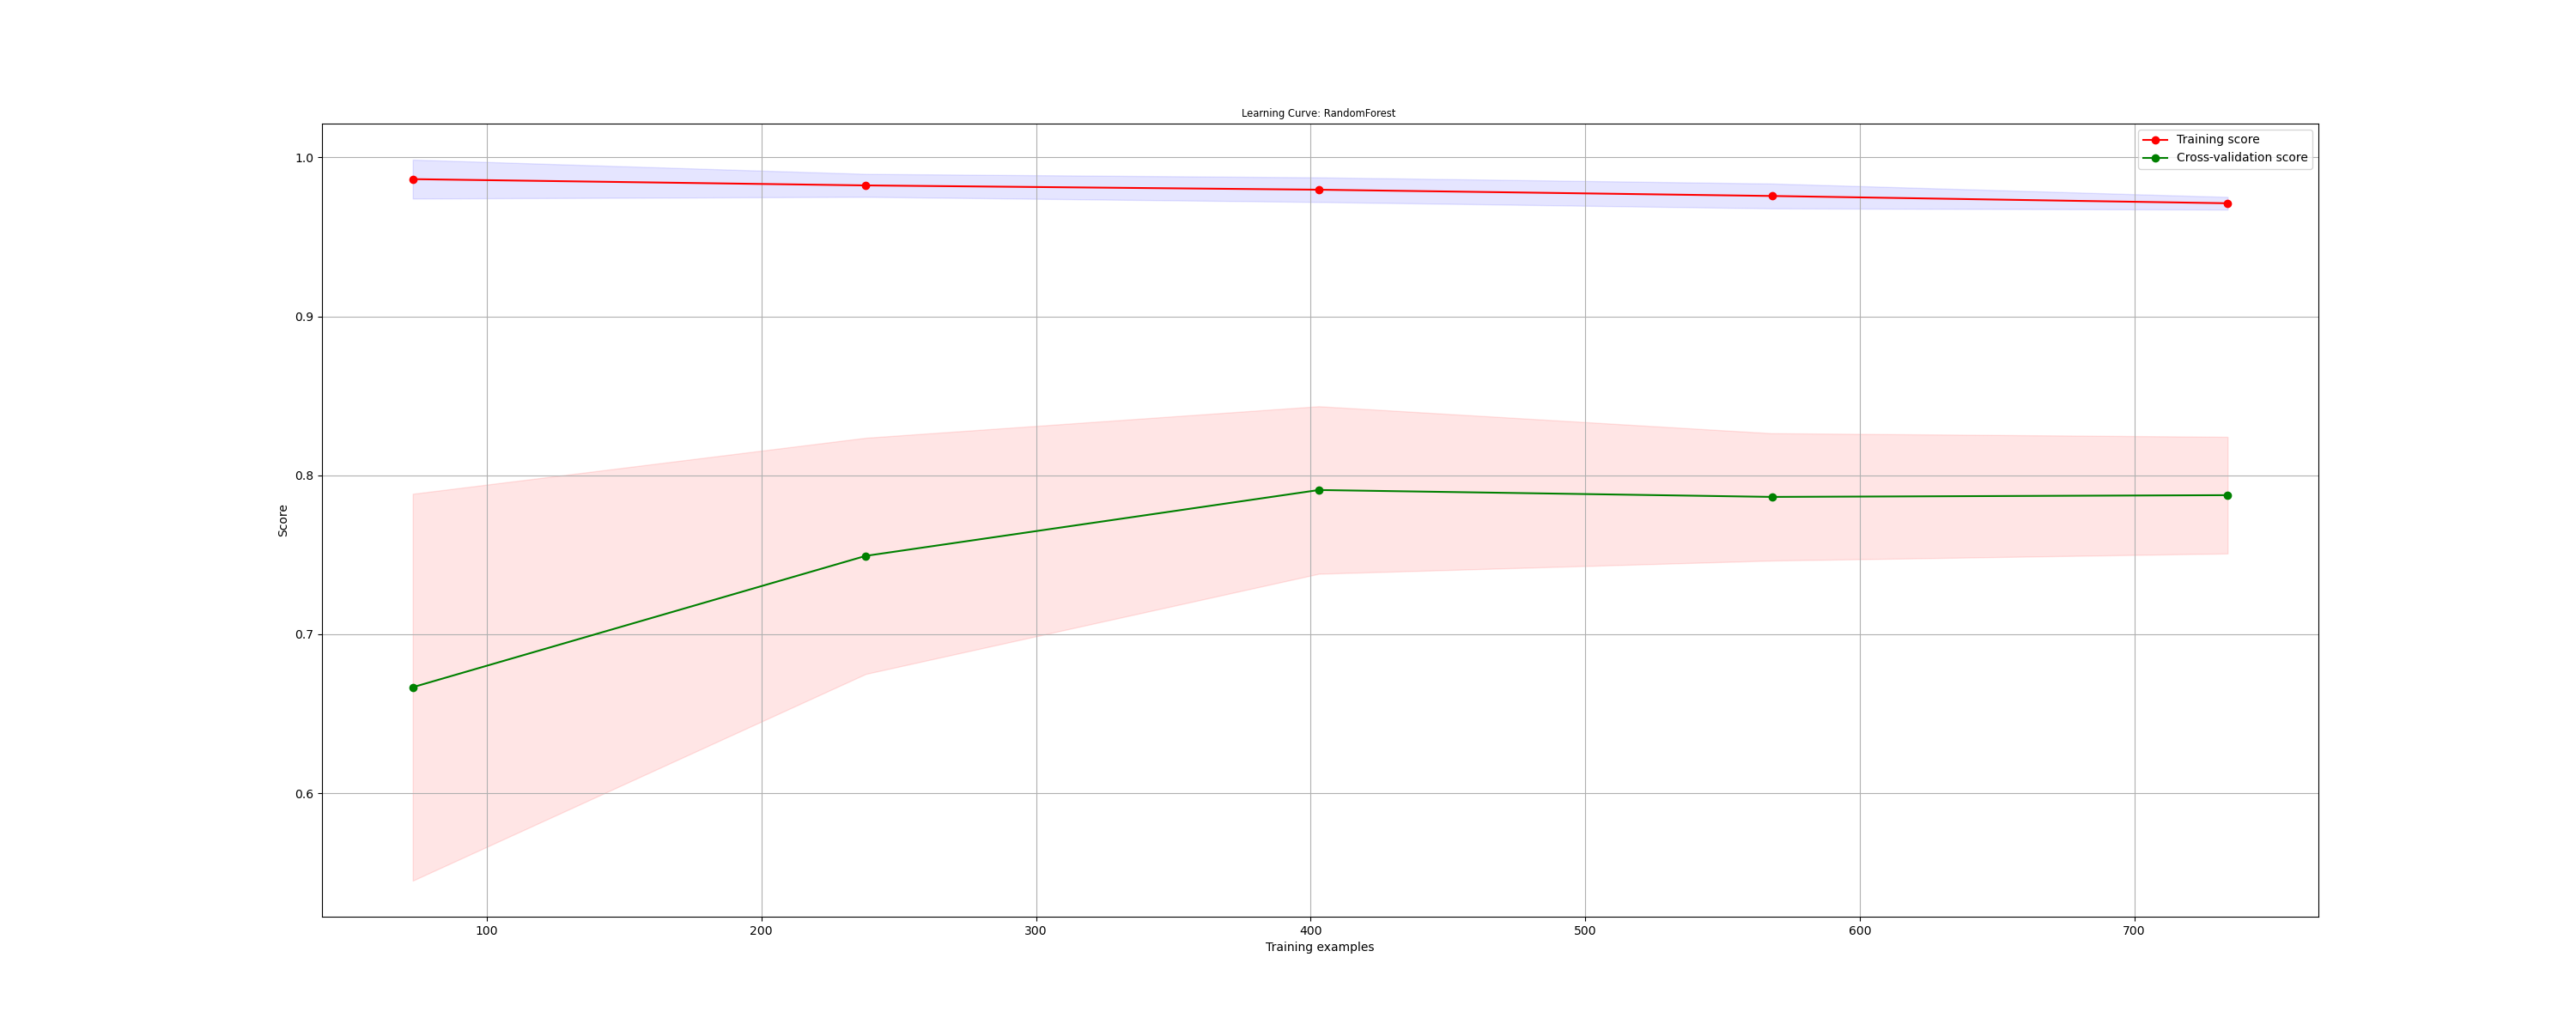 Learning Curve: RandomForest
Training score
Cross-validation score
1.0
0.9
0.8
0.7
0.6
Score
100 200 300 400 500 600 700
Training examples